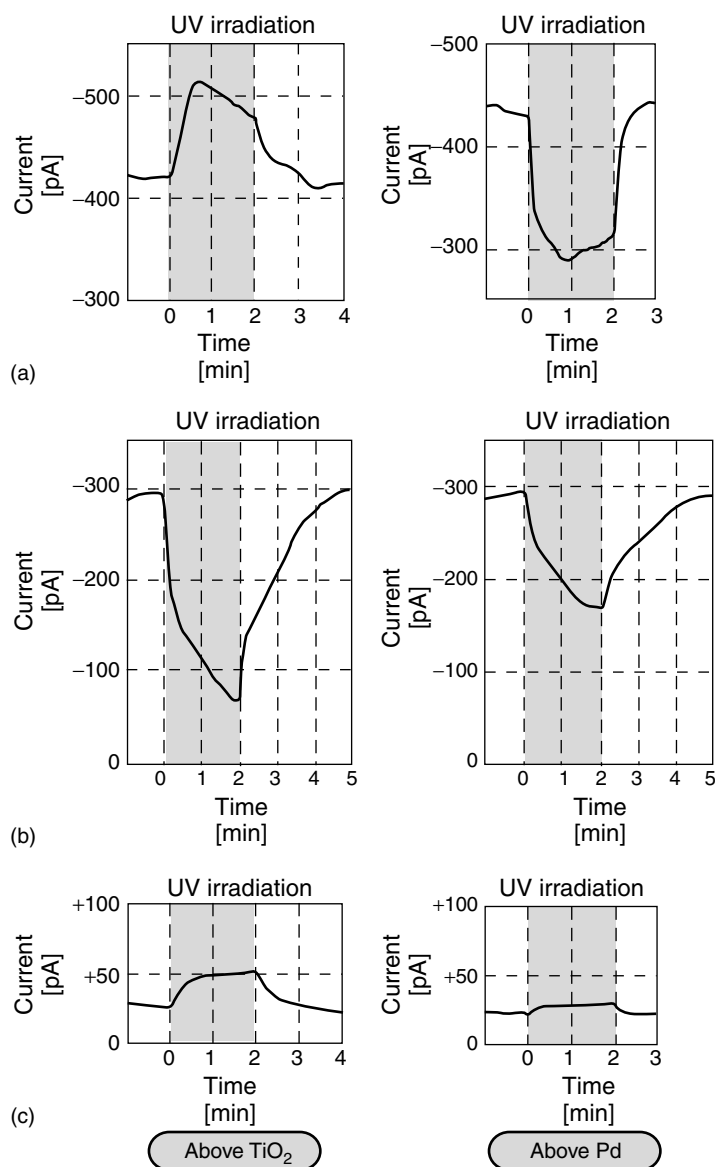 UV irradiation
−500
−400
−300
Current
[pA]
0 1 2 3 4
Time
[min]
UV irradiation
−500
−400
−300
Current
[pA]
0 1 2 3
Time
[min]
(a)
UV irradiation
−300
−200
−100
0
Current
[pA]
0 1 2 3 4 5
Time
[min]
UV irradiation
−300
−200
−100
0
Current
[pA]
0 1 2 3 4 5
Time
[min]
(b)
UV irradiation
+100
+50
0
Current
[pA]
0 1 2 3 4
Time
[min]
UV irradiation
+100
+50
0
Current
[pA]
0 1 2 3
Time
[min]
(c)
Above TiO₂
Above Pd